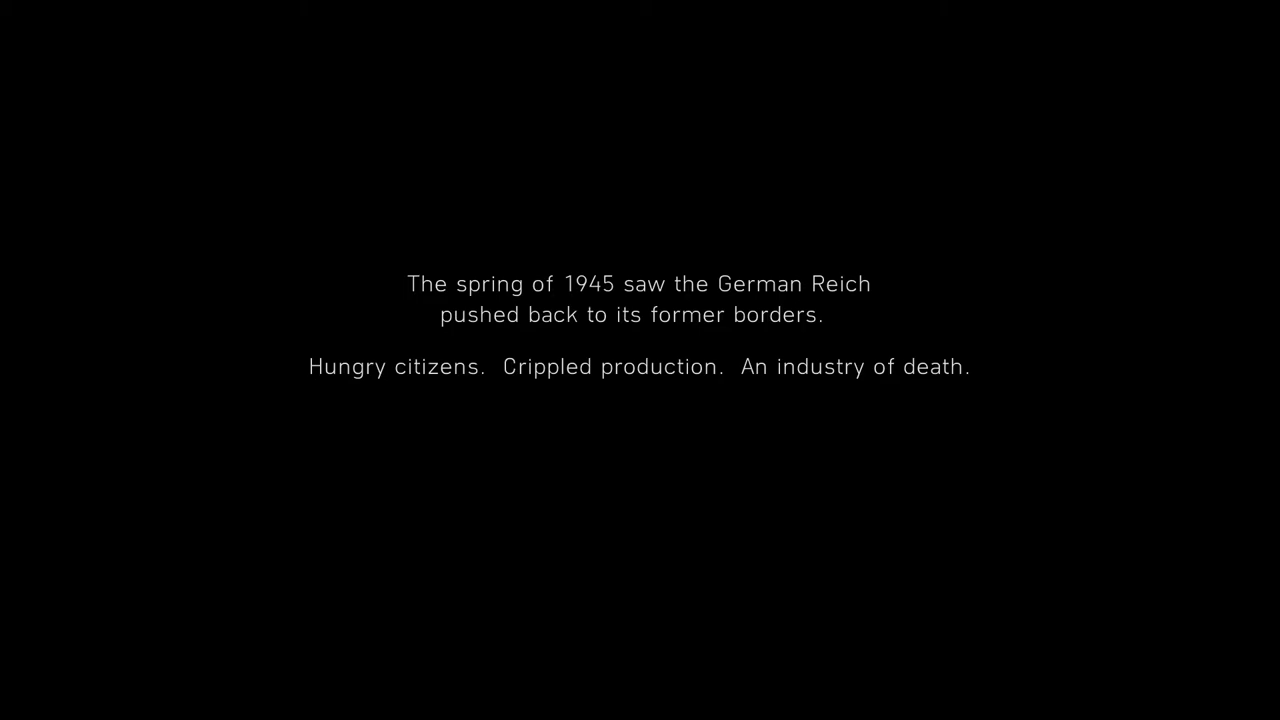 The spring of 1945 saw the German Reich
pushed back to its former borders.
Hungry citizens.  Crippled production.  An industry of death.